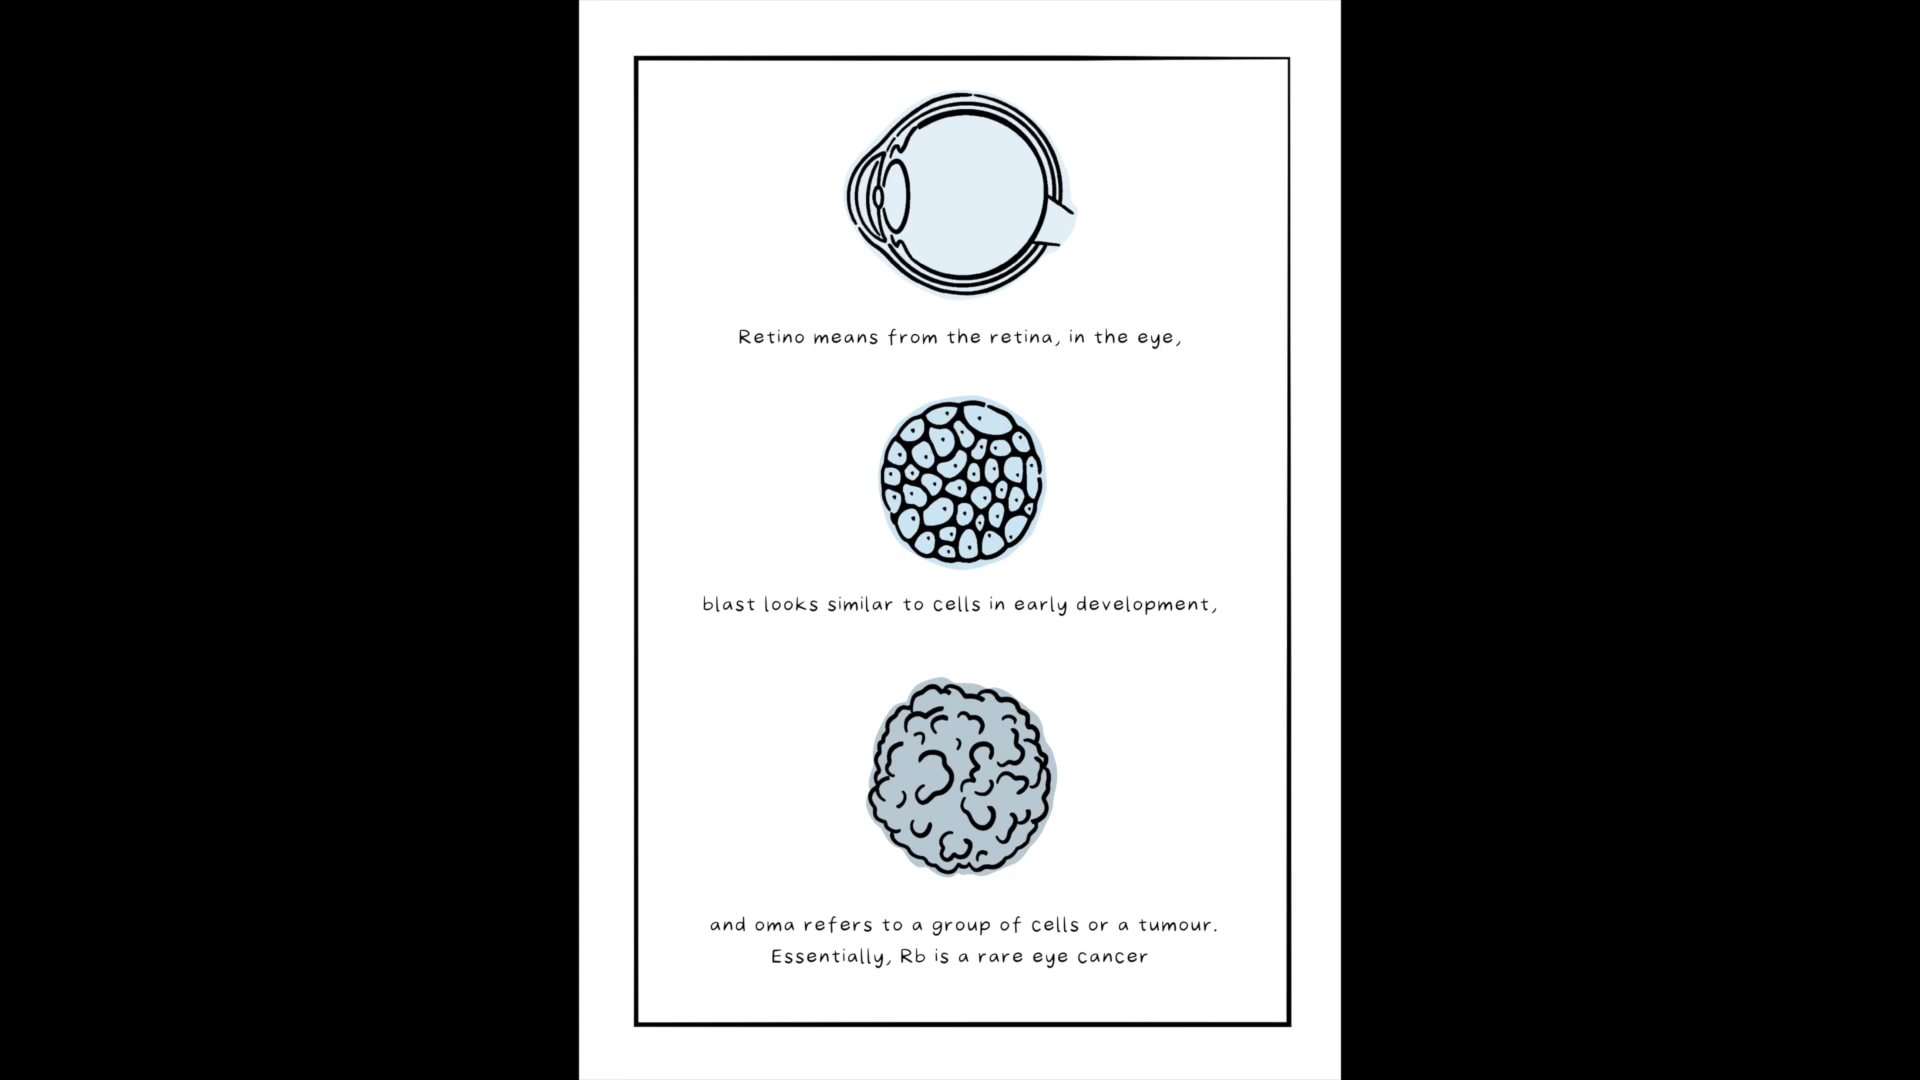 Retino means from the retina, in the eye,
blast looks similar to cells in early development,
and oma refers to a group of cells or a tumour.
Essentially, Rb is a rare eye cancer